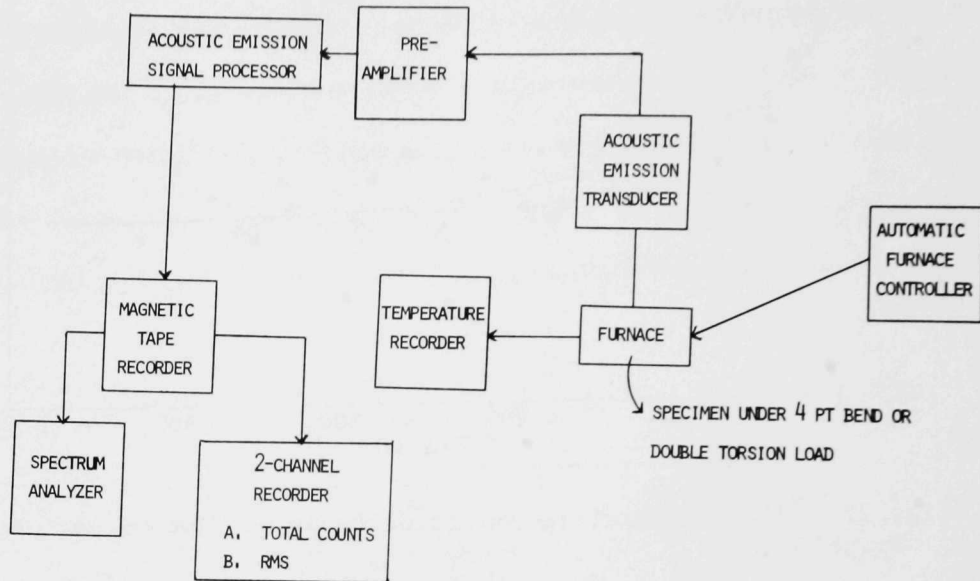 ACOUSTIC EMISSION
SIGNAL PROCESSOR
PRE-
AMPLIFIER
ACOUSTIC
EMISSION
TRANSDUCER
AUTOMATIC
FURNACE
CONTROLLER
MAGNETIC
TAPE
RECORDER
TEMPERATURE
RECORDER
FURNACE
SPECIMEN UNDER 4 PT BEND OR
DOUBLE TORSION LOAD
SPECTRUM
ANALYZER
2-CHANNEL
RECORDER
A. TOTAL COUNTS
B. RMS